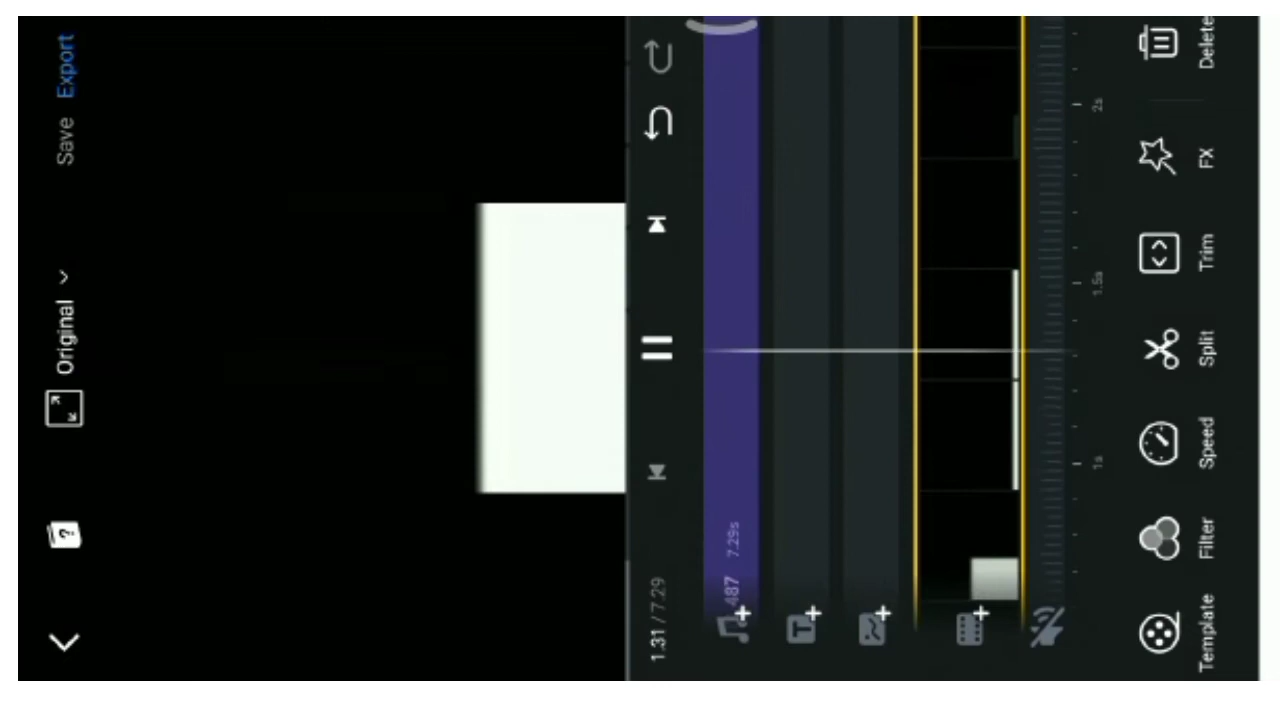 Original
Save
Export
1.31 / 7.29
.487 7.29s
1s
1.5s
2s
Template
Filter
Speed
Split
Trim
FX
Delete